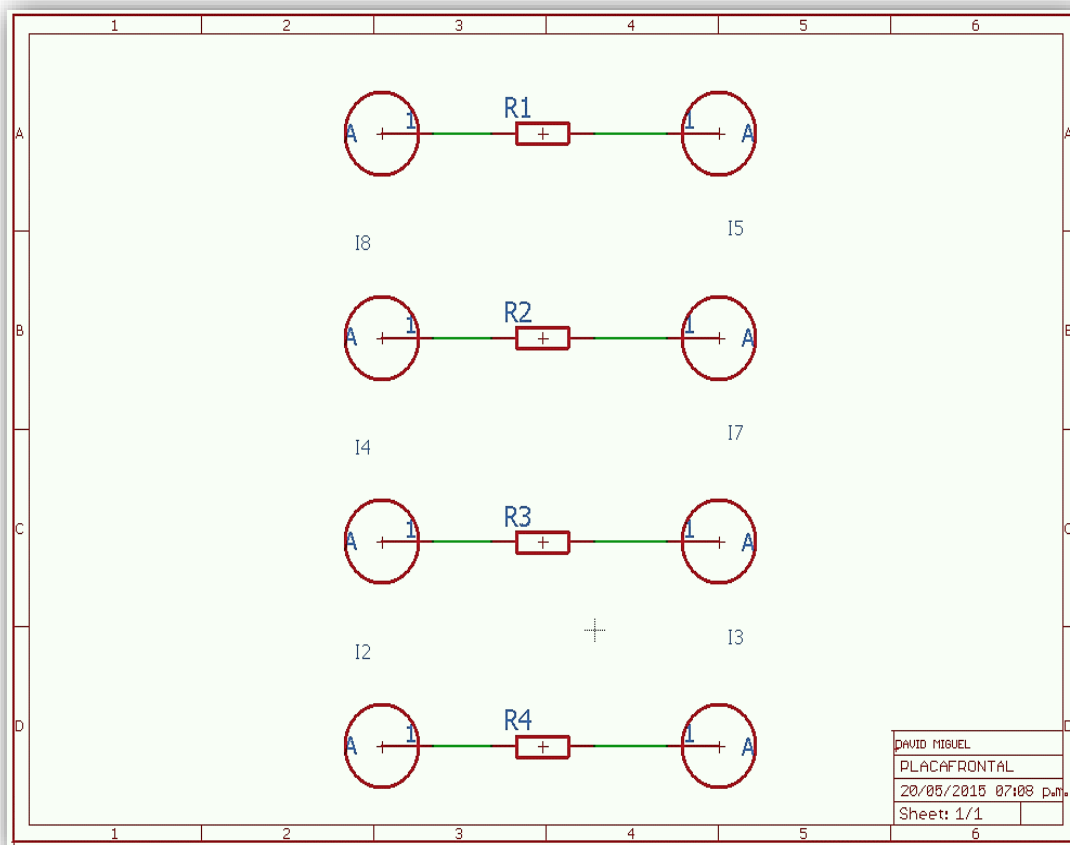 1 2 3 4 5 6
R1
A A 1 1 A A
I8 I5
R2
B A 1 1 A B
I4 I7
R3
C A 1 1 A C
I2 I3
R4
D A 1 1 A D
DAVID MIGUEL
PLACAFRONTAL
20/05/2015 07:08 p.m.
Sheet: 1/1
1 2 3 4 5 6